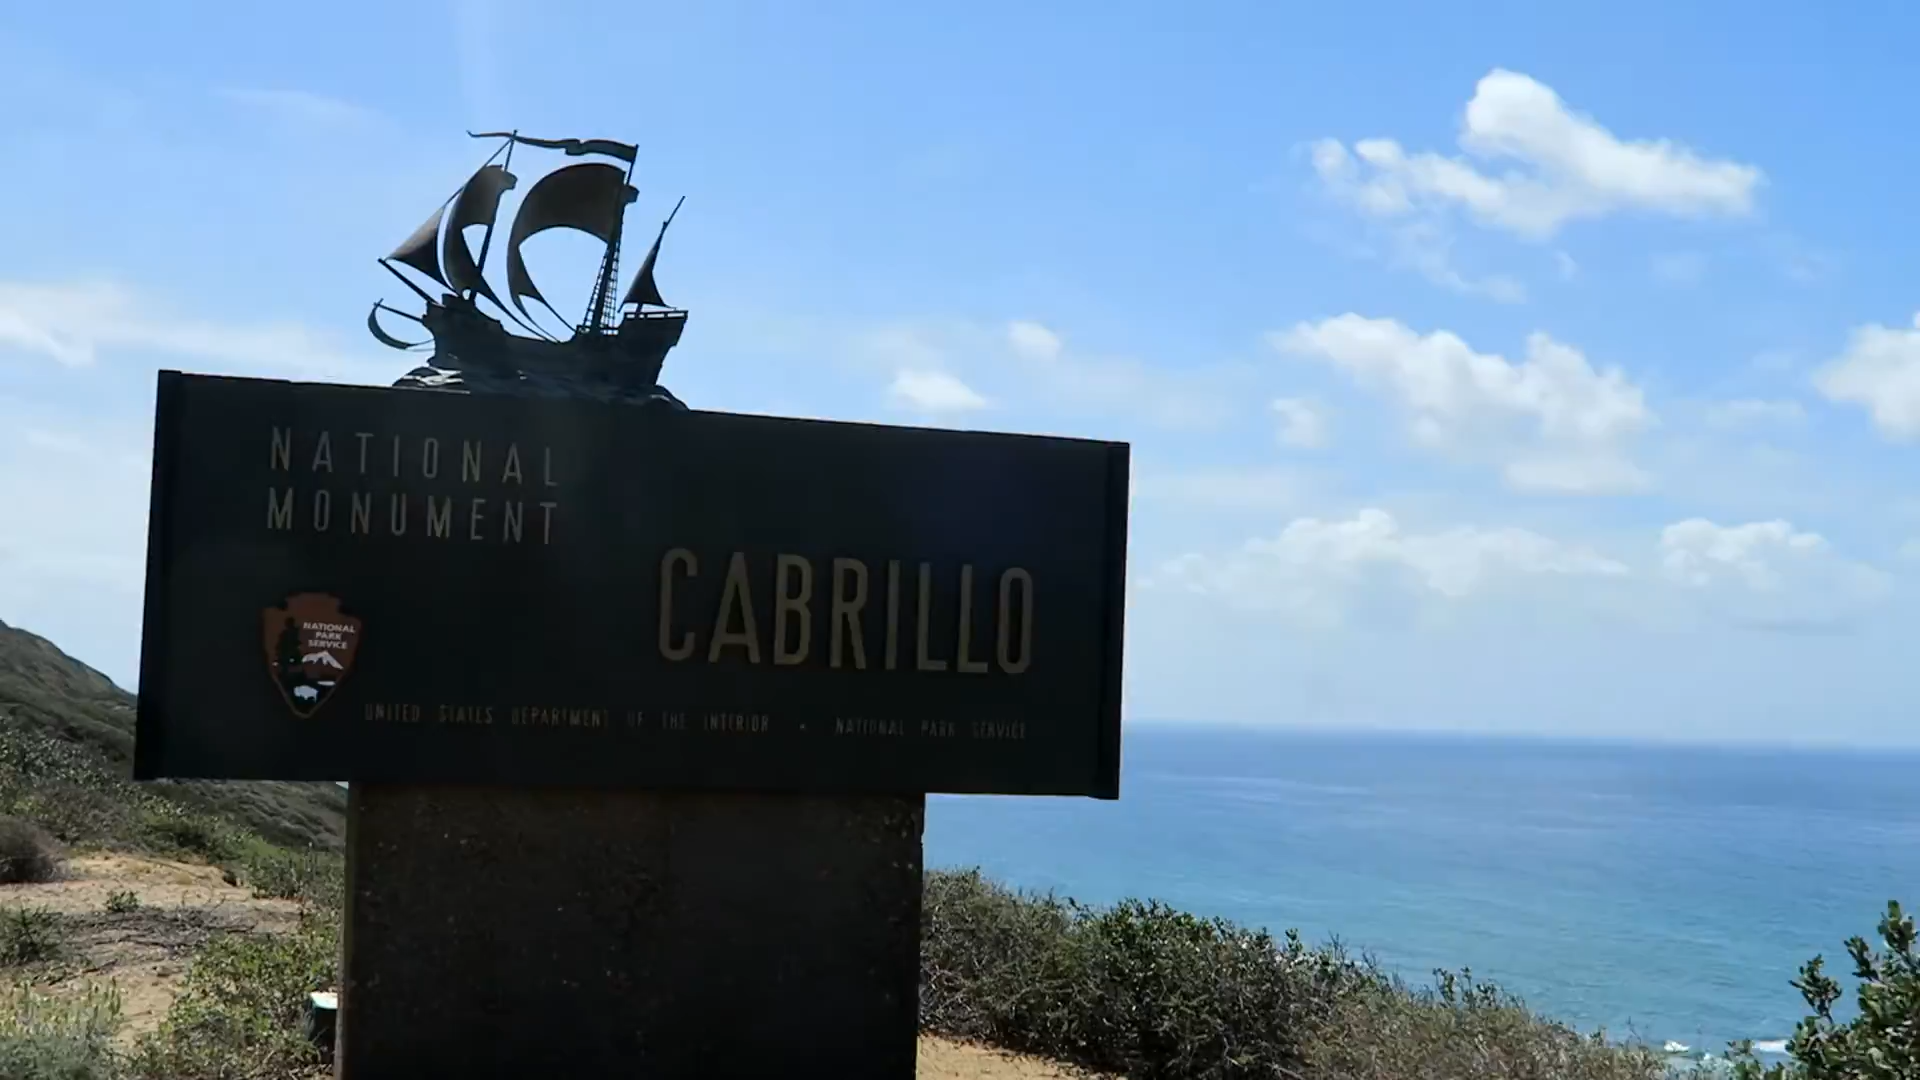 NATIONAL
MONUMENT
CABRILLO
NATIONAL
PARK
SERVICE
UNITED STATES DEPARTMENT OF THE INTERIOR • NATIONAL PARK SERVICE